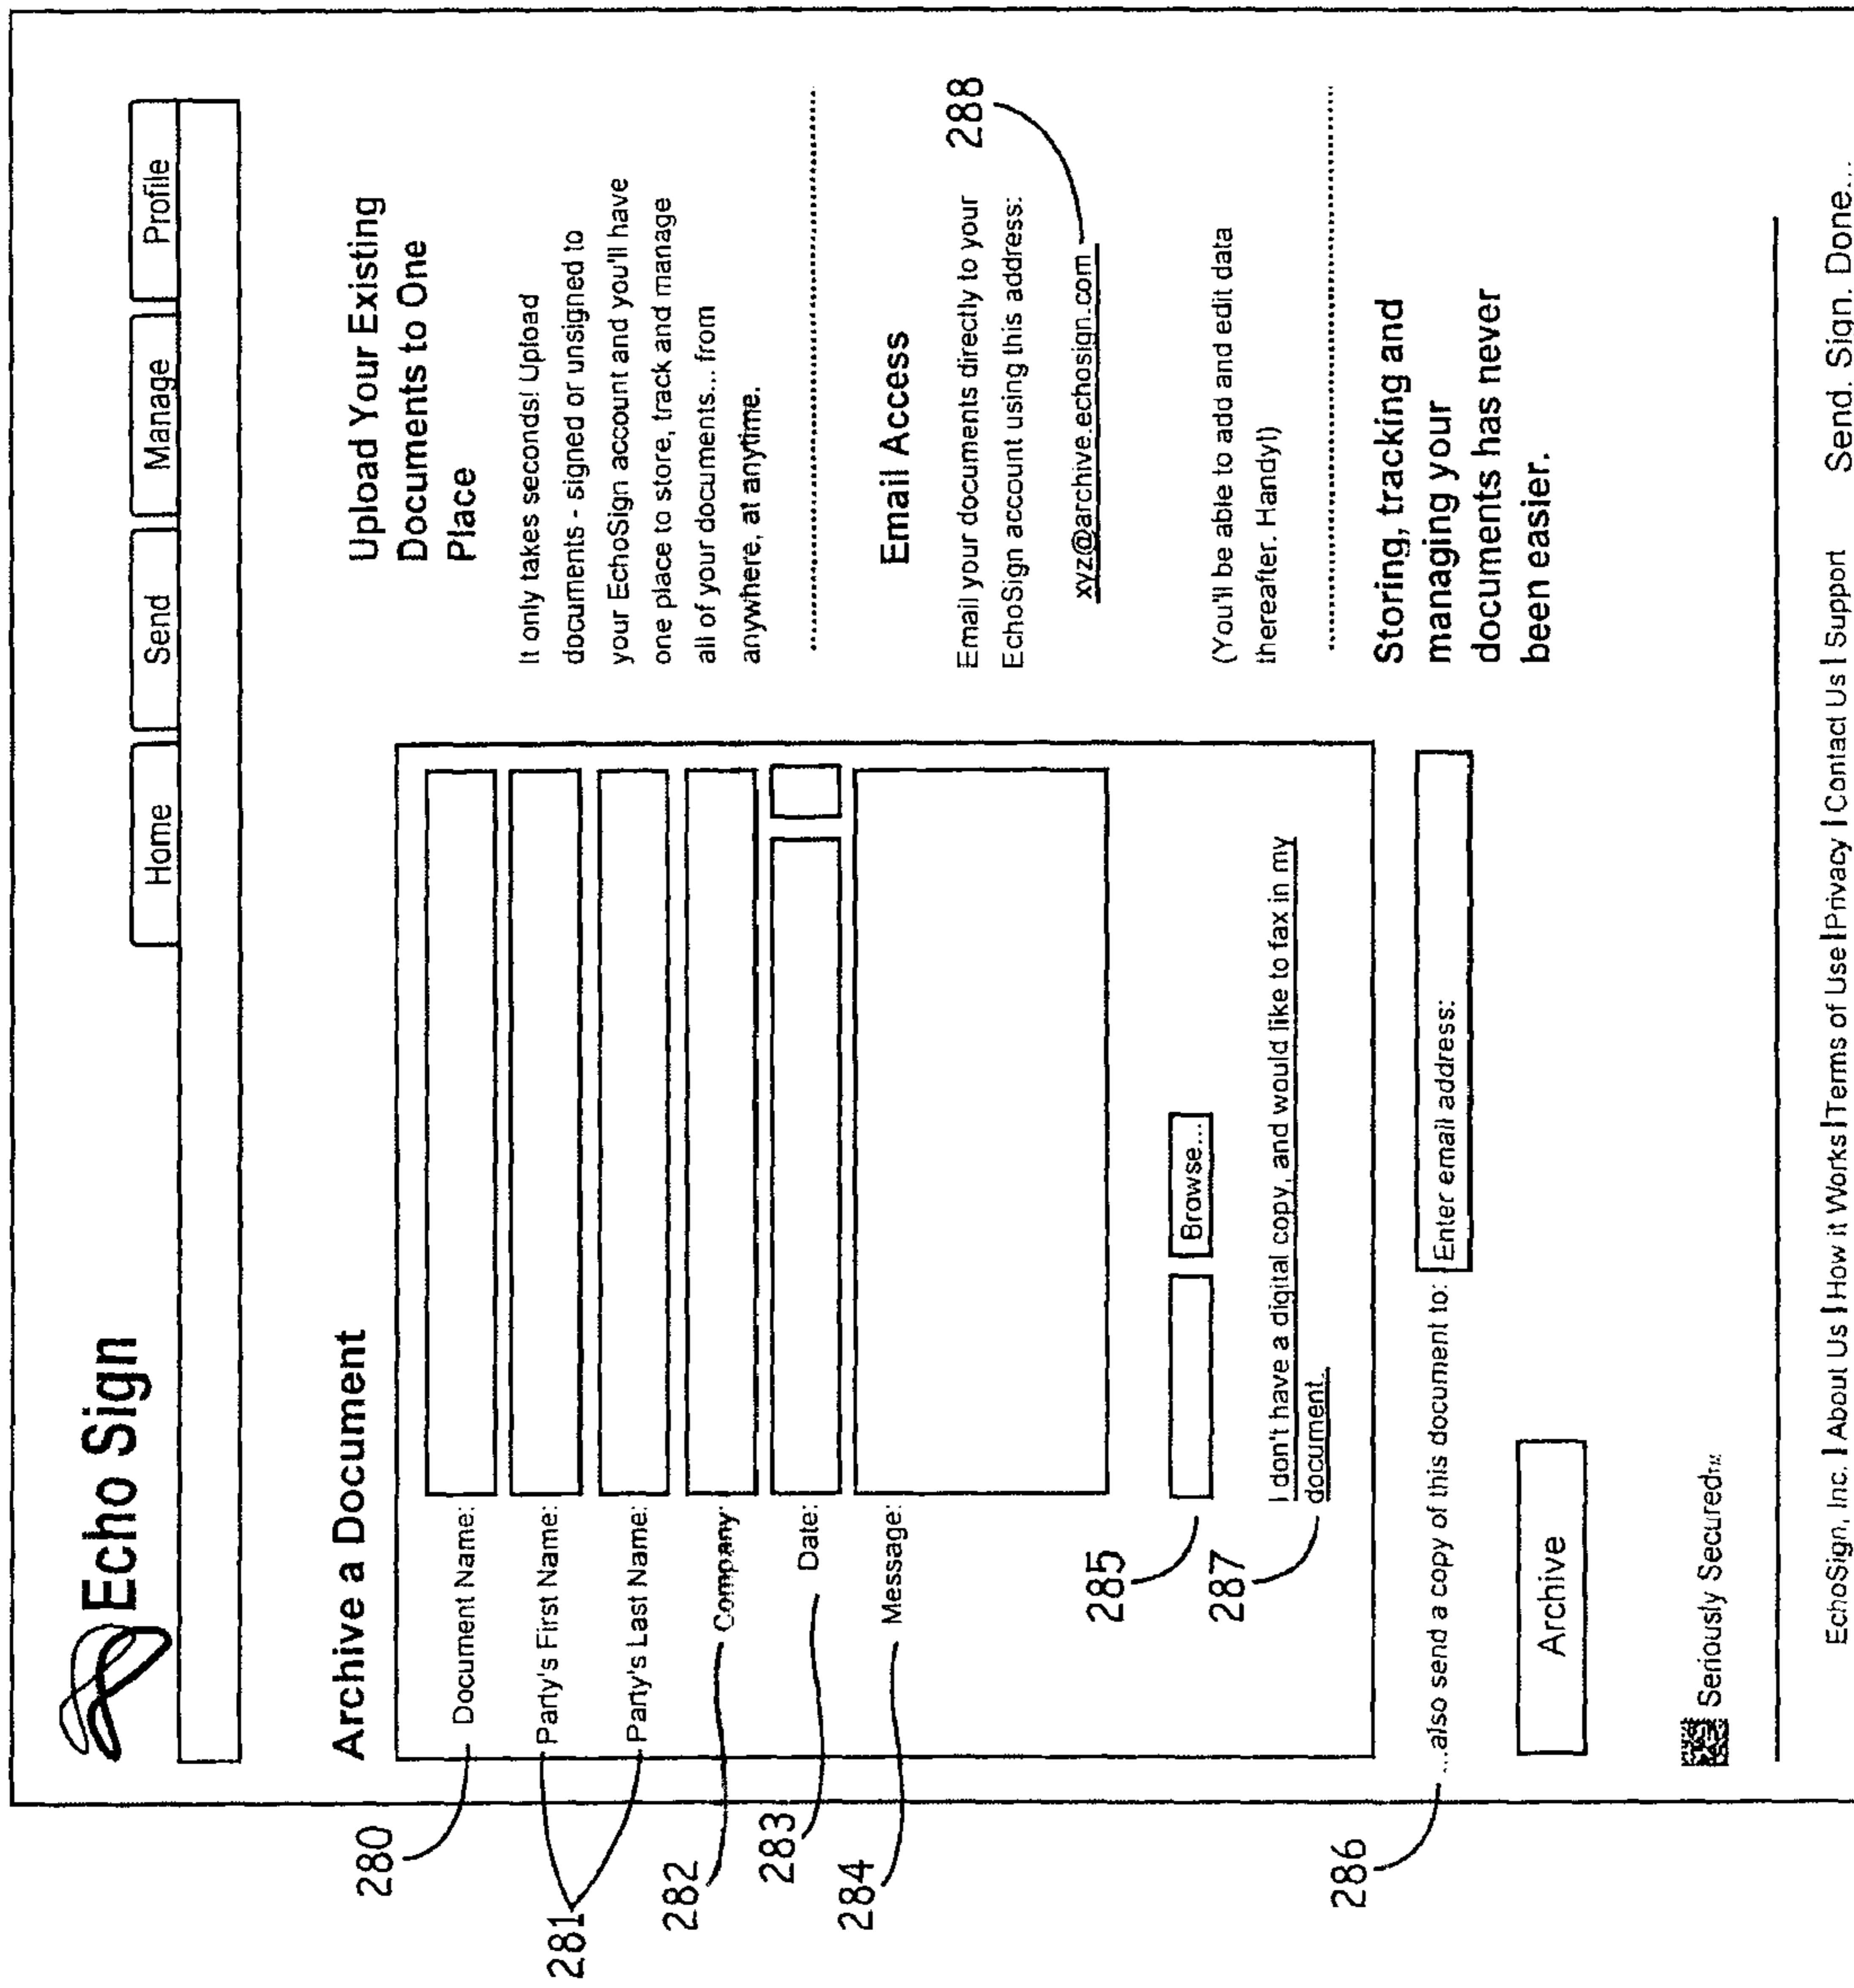 Echo Sign
Home
Send
Manage
Profile
Archive a Document
280
Document Name:
281
Party's First Name:
Party's Last Name:
282
Company:
283
Date:
284
Message:
285
Browse...
287
I don't have a digital copy, and would like to fax in my
document.
286
...also send a copy of this document to:
Enter email address:
Archive
Seriously Secured™
Upload Your Existing
Documents to One
Place
It only takes seconds! Upload
documents - signed or unsigned to
your EchoSign account and you'll have
one place to store, track and manage
all of your documents... from
anywhere, at anytime.
Email Access
Email your documents directly to your
EchoSign account using this address:
288
xyz@archive.echosign.com
(You'll be able to add and edit data
thereafter. Handy!)
Storing, tracking and
managing your
documents has never
been easier.
EchoSign, Inc. | About Us | How it Works | Terms of Use | Privacy | Contact Us | Support
Send. Sign. Done...